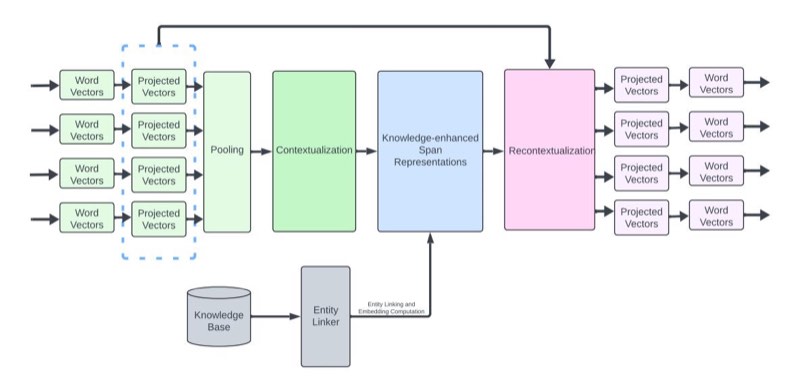 Word
Vectors
Projected
Vectors
Word
Vectors
Projected
Vectors
Word
Vectors
Projected
Vectors
Word
Vectors
Projected
Vectors
Pooling
Contextualization
Knowledge-enhanced
Span
Representations
Recontextualization
Projected
Vectors
Word
Vectors
Projected
Vectors
Word
Vectors
Projected
Vectors
Word
Vectors
Projected
Vectors
Word
Vectors
Knowledge
Base
Entity
Linker
Entity Linking and
Embedding Computation